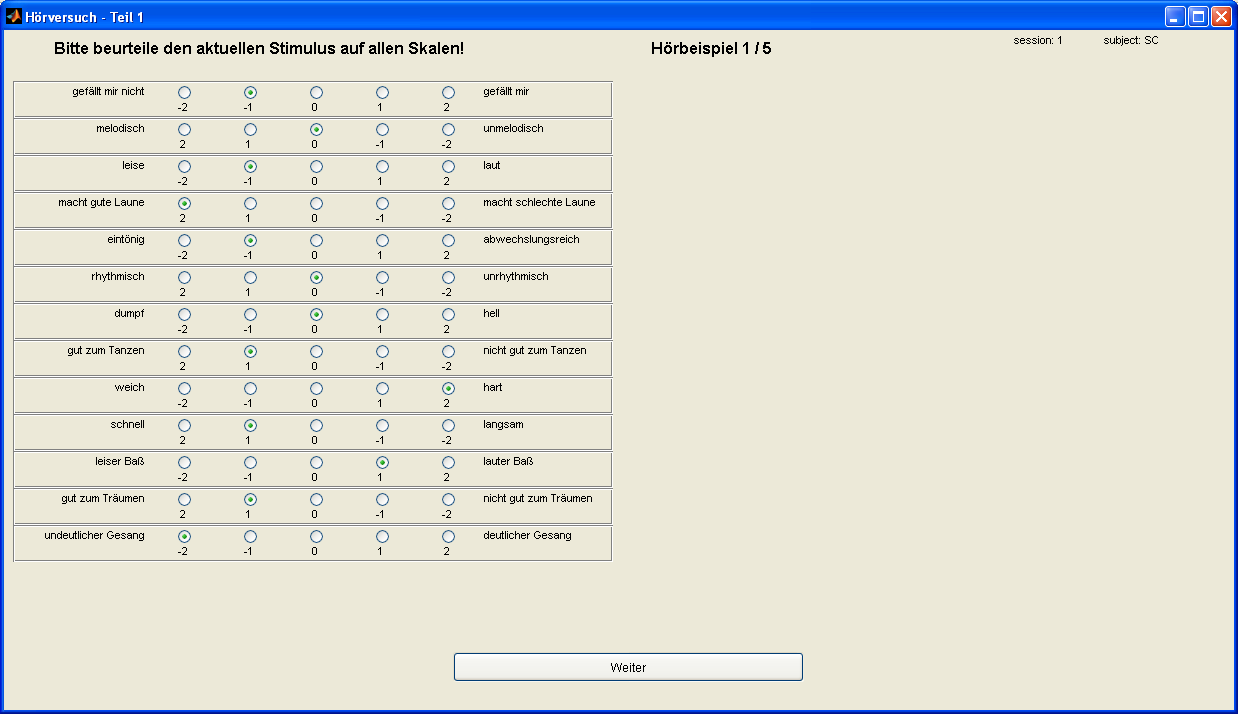 Hörversuch - Teil 1
Bitte beurteile den aktuellen Stimulus auf allen Skalen! Hörbeispiel 1 / 5 session: 1 subject: SC
gefällt mir nicht gefällt mir
-2 -1 0 1 2
melodisch unmelodisch
2 1 0 -1 -2
leise laut
-2 -1 0 1 2
macht gute Laune macht schlechte Laune
2 1 0 -1 -2
eintönig abwechslungsreich
-2 -1 0 1 2
rhythmisch unrhythmisch
2 1 0 -1 -2
dumpf hell
-2 -1 0 1 2
gut zum Tanzen nicht gut zum Tanzen
2 1 0 -1 -2
weich hart
-2 -1 0 1 2
schnell langsam
2 1 0 -1 -2
leiser Baß lauter Baß
-2 -1 0 1 2
gut zum Träumen nicht gut zum Träumen
2 1 0 -1 -2
undeutlicher Gesang deutlicher Gesang
-2 -1 0 1 2
Weiter